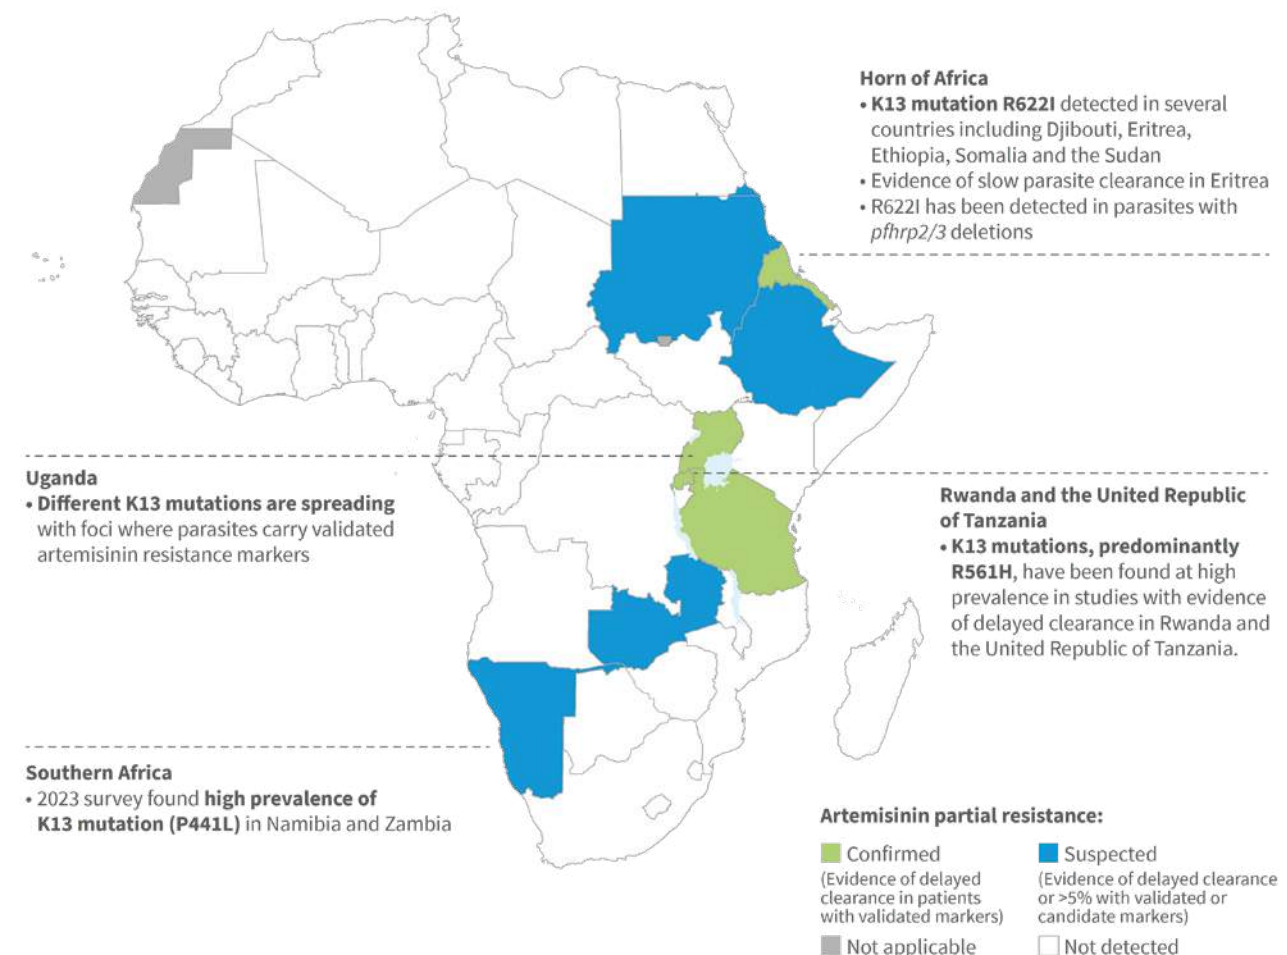 Horn of Africa
• K13 mutation R622I detected in several
countries including Djibouti, Eritrea,
Ethiopia, Somalia and the Sudan
• Evidence of slow parasite clearance in Eritrea
• R622I has been detected in parasites with
pfhrp2/3 deletions
Uganda
• Different K13 mutations are spreading
with foci where parasites carry validated
artemisinin resistance markers
Rwanda and the United Republic
of Tanzania
• K13 mutations, predominantly
R561H, have been found at high
prevalence in studies with evidence
of delayed clearance in Rwanda and
the United Republic of Tanzania.
Southern Africa
• 2023 survey found high prevalence of
K13 mutation (P441L) in Namibia and Zambia
Artemisinin partial resistance:
Confirmed
(Evidence of delayed
clearance in patients
with validated markers)
Suspected
(Evidence of delayed clearance
or >5% with validated or
candidate markers)
Not applicable
Not detected